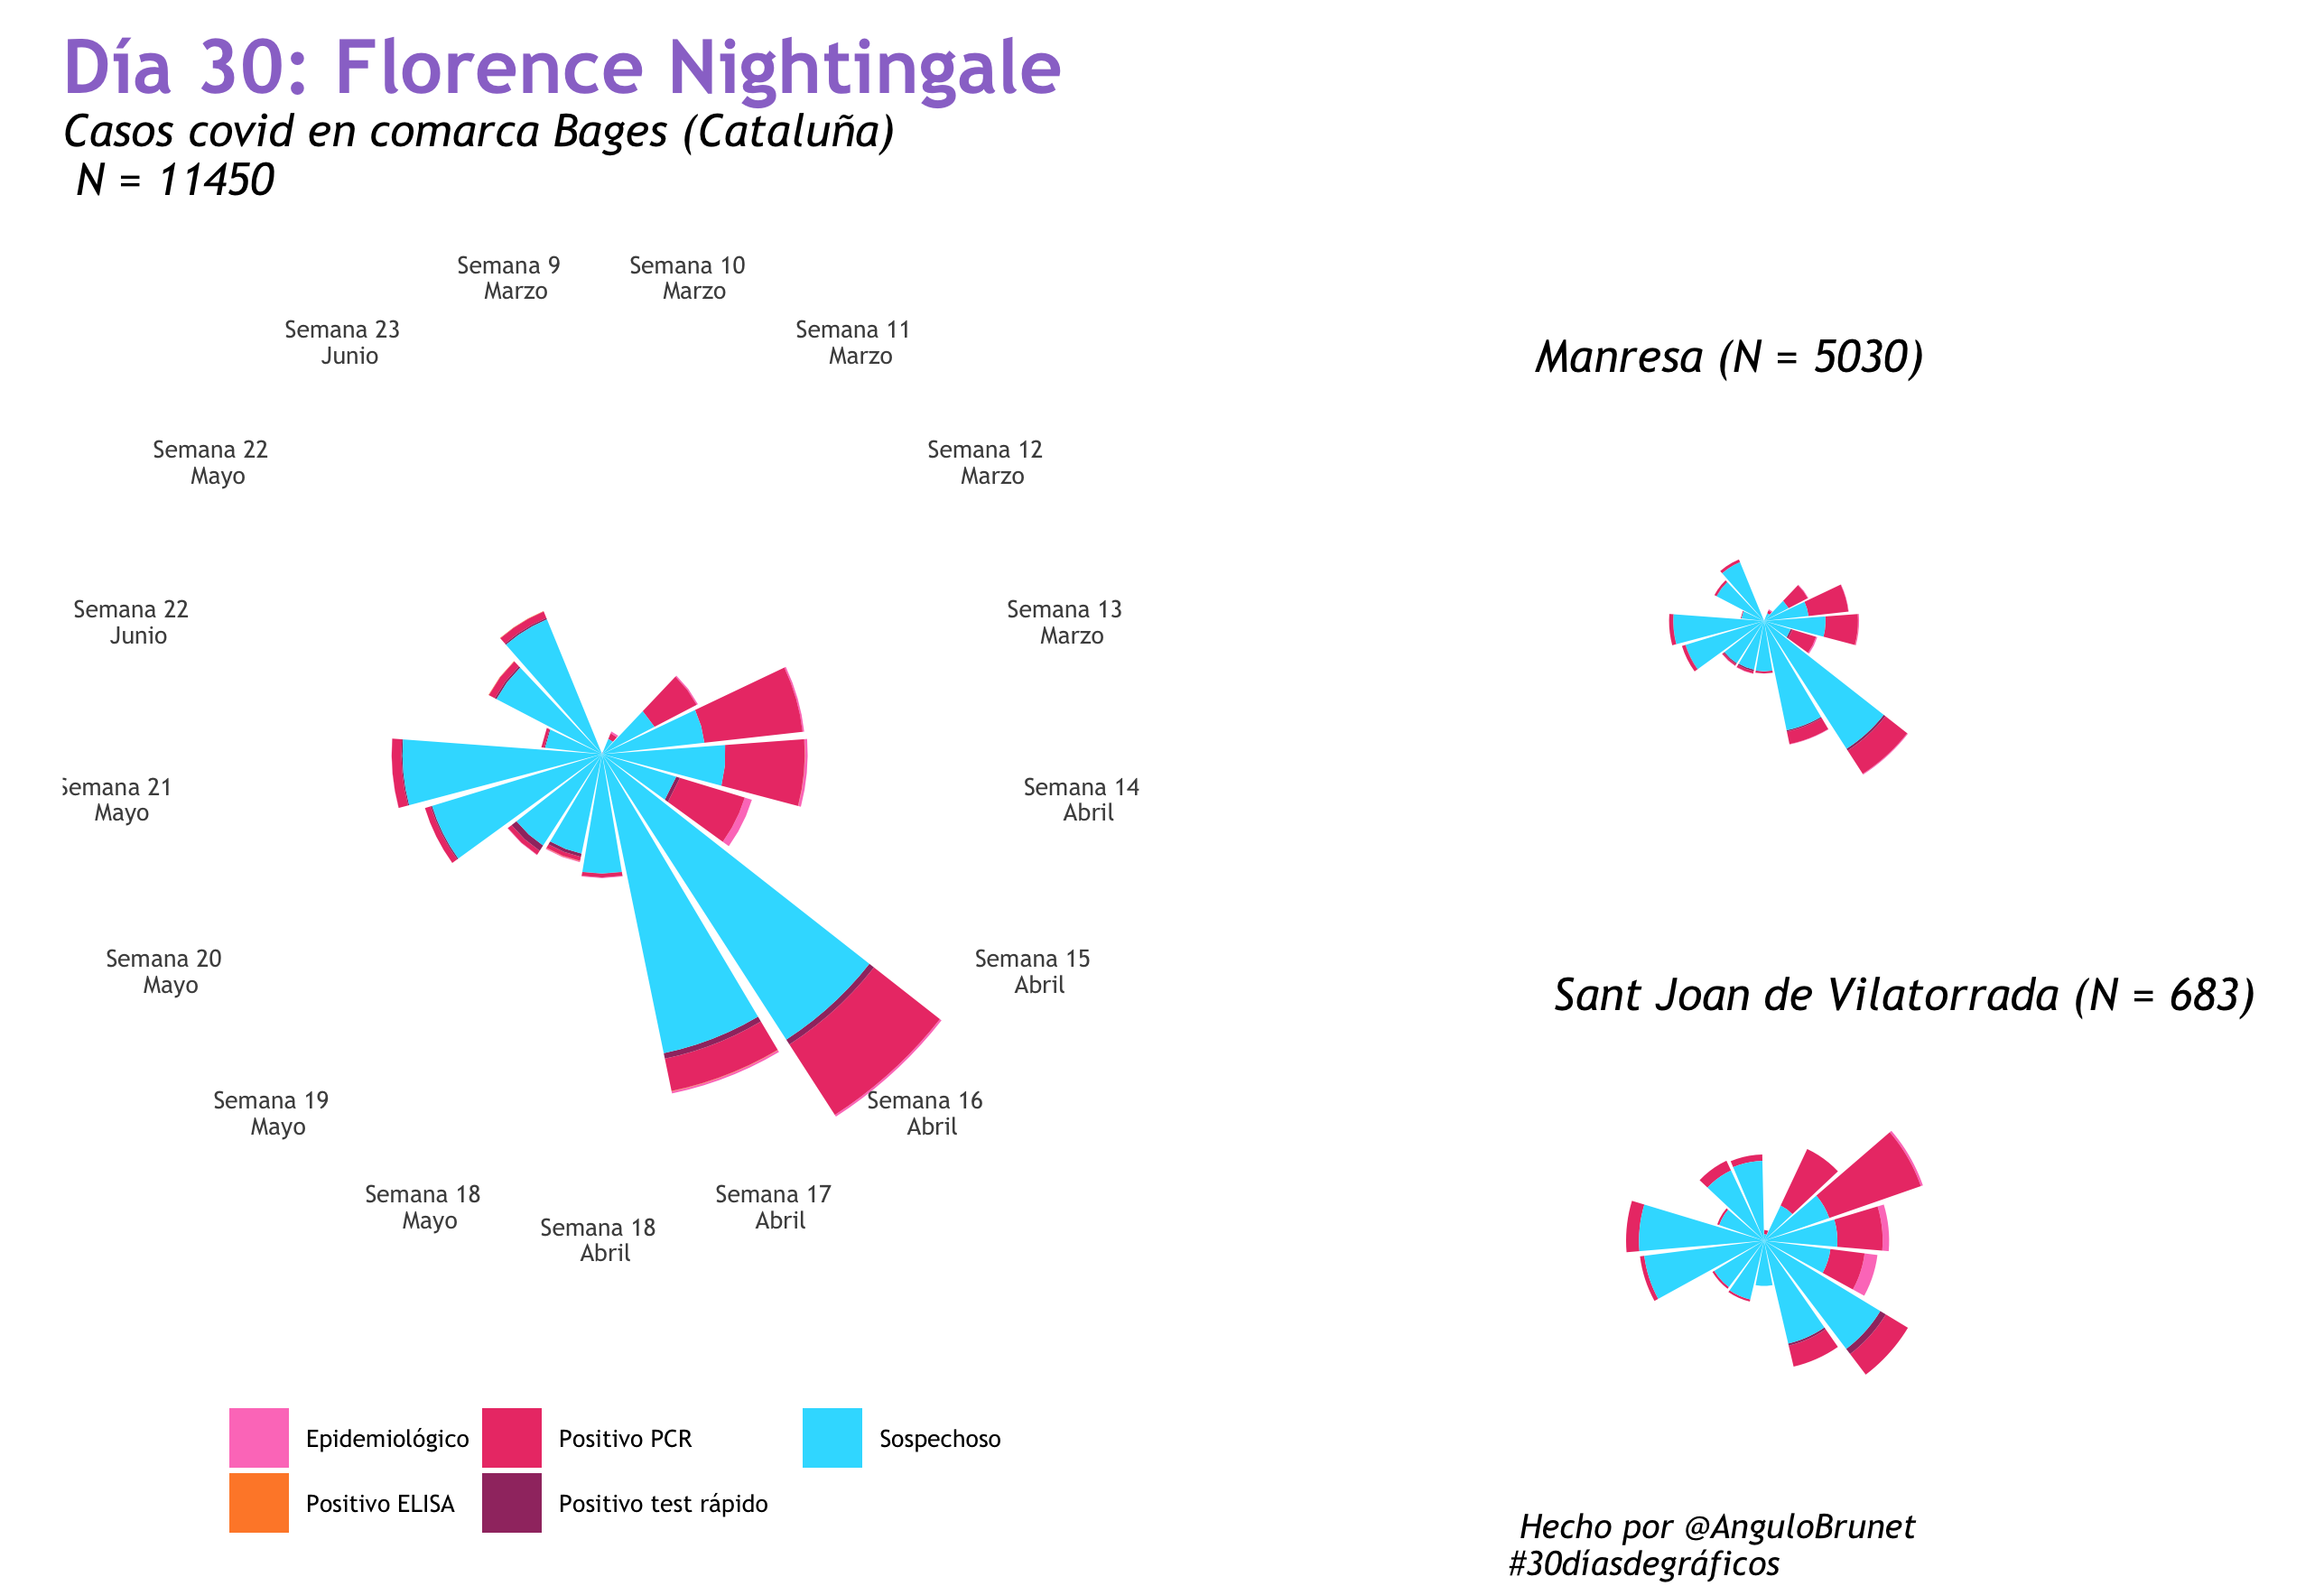 Día 30: Florence Nightingale
Casos covid en comarca Bages (Cataluña)
N = 11450
Semana 9
Marzo
Semana 10
Marzo
Semana 11
Marzo
Semana 12
Marzo
Semana 13
Marzo
Semana 14
Abril
Semana 15
Abril
Semana 16
Abril
Semana 17
Abril
Semana 18
Abril
Semana 18
Mayo
Semana 19
Mayo
Semana 20
Mayo
Semana 21
Mayo
Semana 22
Junio
Semana 22
Mayo
Semana 23
Junio
Manresa (N = 5030)
Sant Joan de Vilatorrada (N = 683)
Epidemiológico
Positivo PCR
Sospechoso
Positivo ELISA
Positivo test rápido
Hecho por @AnguloBrunet
#30díasdegráficos